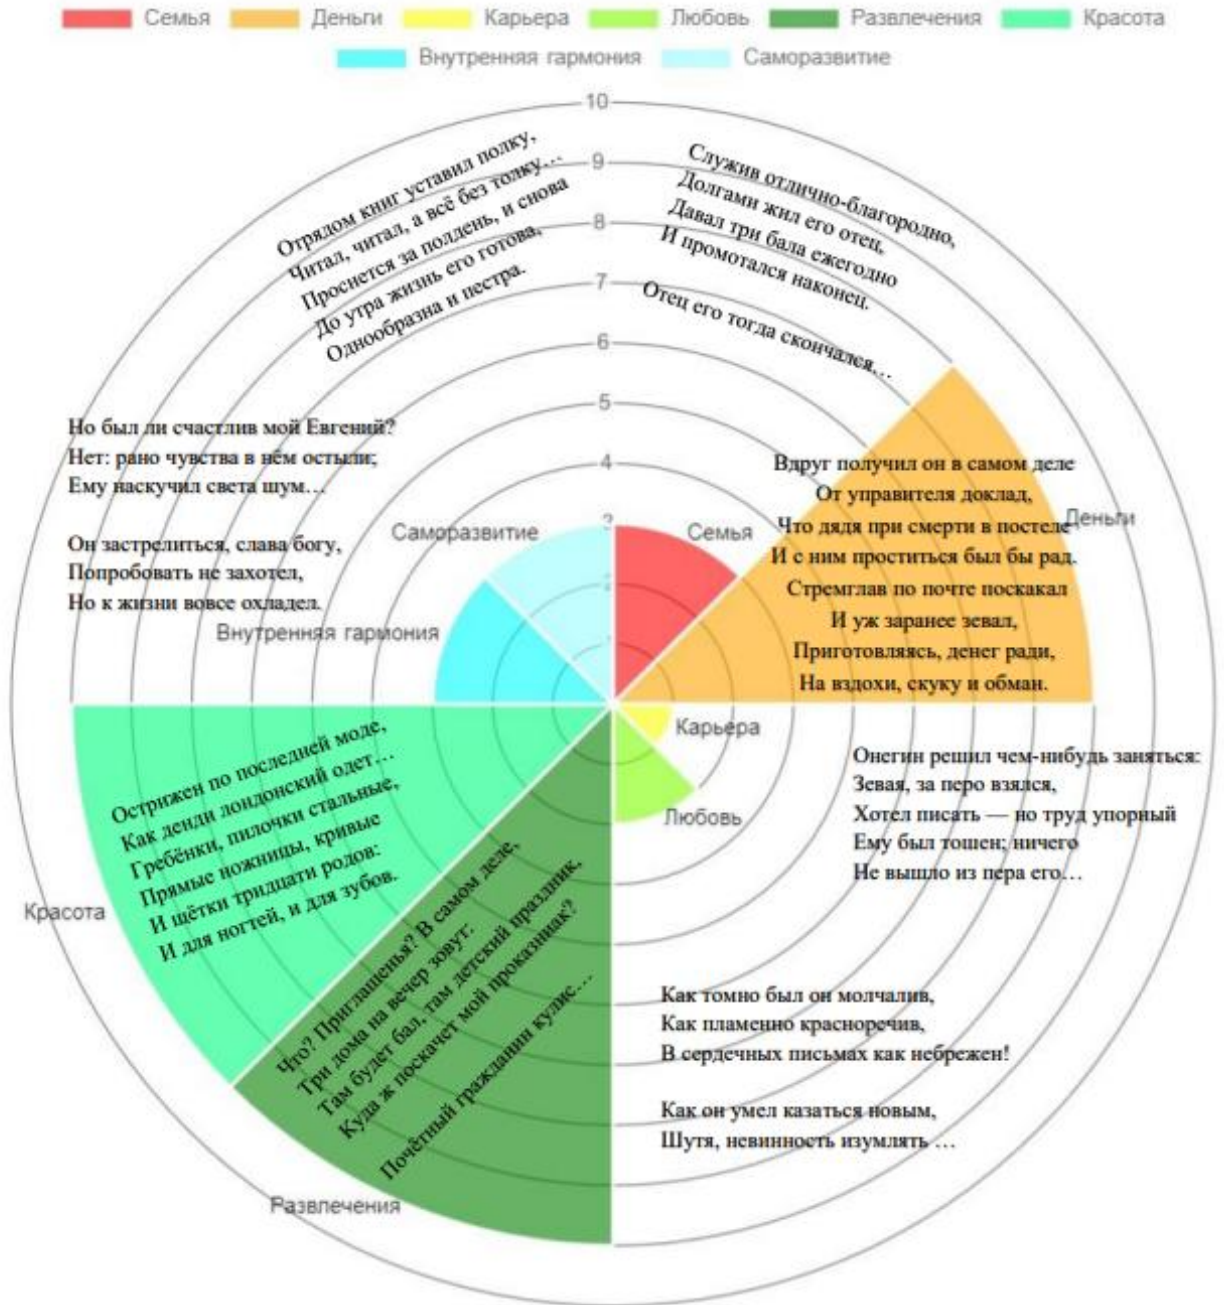 Семья Деньги Карьера Любовь Развлечения Красота
Внутренняя гармония Саморазвитие
10
9
8
7
6
5
4
3
2
1
Отрядом книг уставил полку,
Читал, читал, а всё без толку…
Проснется за полдень, и снова
До утра жизнь его готова,
Однообразна и пестра.
Служив отлично-благородно,
Долгами жил его отец,
Давал три бала ежегодно
И промотался наконец.
Отец его тогда скончался…
Но был ли счастлив мой Евгений?
Нет: рано чувства в нём остыли;
Ему наскучил света шум…
Он застрелиться, слава богу,
Попробовать не захотел,
Но к жизни вовсе охладел.
Внутренняя гармония
Саморазвитие
Семья
Вдруг получил он в самом деле
От управителя доклад,
Что дядя при смерти в постеле
И с ним проститься был бы рад.
Стремглав по почте поскакал
И уж заранее зевал,
Приготовляясь, денег ради,
На вздохи, скуку и обман.
Деньги
Карьера
Онегин решил чем-нибудь заняться:
Зевая, за перо взялся,
Хотел писать — но труд упорный
Ему был тошен; ничего
Не вышло из пера его…
Любовь
Как томно был он молчалив,
Как пламенно красноречив,
В сердечных письмах как небрежен!
Как он умел казаться новым,
Шутя, невинность изумлять …
Острижен по последней моде,
Как денди лондонский одет…
Гребёнки, пилочки стальные,
Прямые ножницы, кривые
И щётки тридцати родов:
И для ногтей, и для зубов.
Красота
Что? Приглашенья? В самом деле,
Три дома на вечер зовут:
Там будет бал, там детский праздник,
Куда ж поскачет мой проказник?
Почётный гражданин кулис…
Развлечения